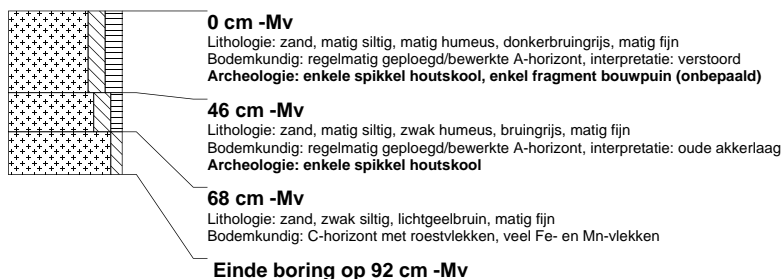 0 cm -Mv
Lithologie: zand, matig siltig, matig humeus, donkerbruingrijs, matig fijn
Bodemkundig: regelmatig geploegd/bewerkte A-horizont, interpretatie: verstoord
Archeologie: enkele spikkel houtskool, enkel fragment bouwpuin (onbepaald)
46 cm -Mv
Lithologie: zand, matig siltig, zwak humeus, bruingrijs, matig fijn
Bodemkundig: regelmatig geploegd/bewerkte A-horizont, interpretatie: oude akkerlaag
Archeologie: enkele spikkel houtskool
68 cm -Mv
Lithologie: zand, zwak siltig, lichtgeelbruin, matig fijn
Bodemkundig: C-horizont met roestvlekken, veel Fe- en Mn-vlekken
Einde boring op 92 cm -Mv